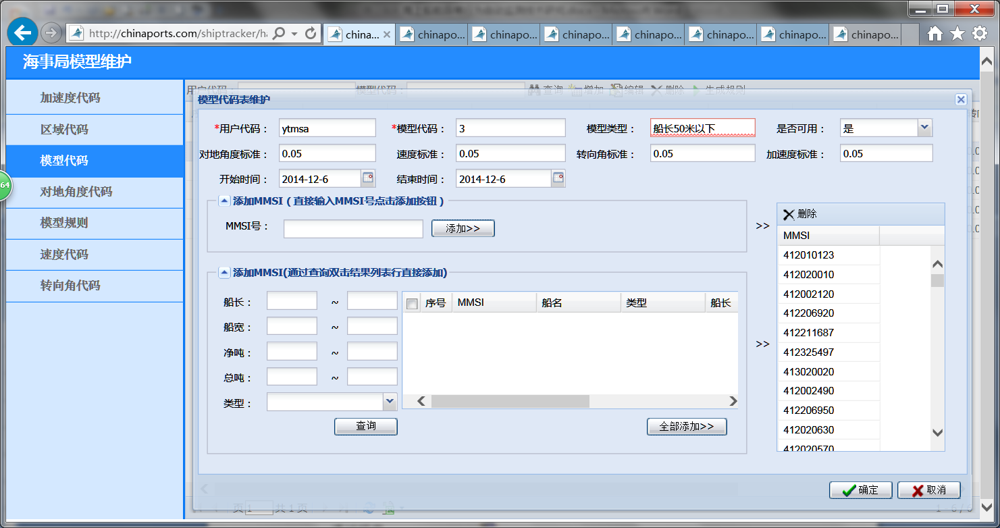 http://chinaports.com/shiptracker/ha
china... chinapo... chinapo... chinapo... chinapo... chinapo... chinapo... chinapo...
海事局模型维护
加速度代码
区域代码
模型代码
对地角度代码
模型规则
速度代码
转向角代码
64
用户代码： 模型代码： 查询 增加 编辑 删除 生成规则
模型代码表维护
*用户代码： ytmsa *模型代码： 3 模型类型： 船长50米以下 是否可用： 是
对地角度标准： 0.05 速度标准： 0.05 转向角标准： 0.05 加速度标准： 0.05
开始时间： 2014-12-6 结束时间： 2014-12-6
添加MMSI（直接输入MMSI号点击添加按钮）
MMSI号： 添加>>
>>
添加MMSI(通过查询双击结果列表行直接添加)
船长： ~
船宽： ~
净吨： ~
总吨： ~
类型：
查询
序号 MMSI 船名 类型 船长
全部添加>>
>>
删除
MMSI
412010123
412020010
412002120
412206920
412211687
412325497
413020020
412002490
412206950
412020630
412020570
确定 取消
页 1 共 1 页